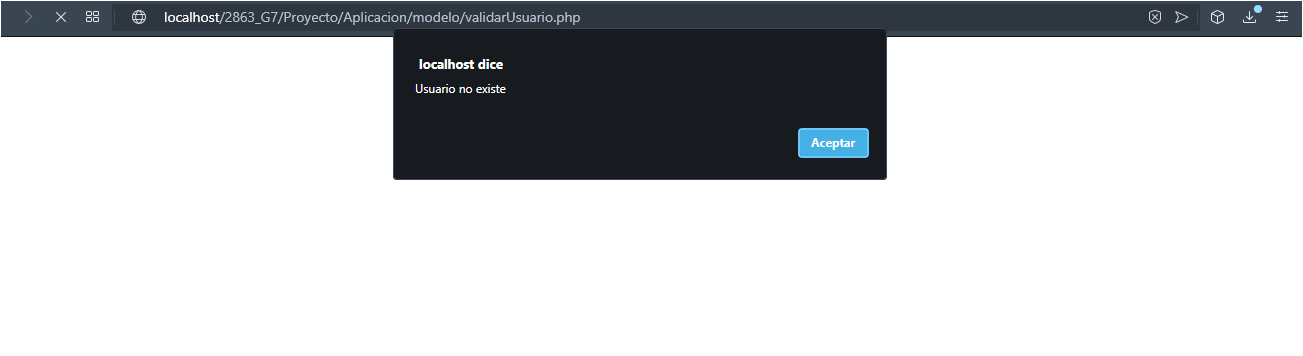 localhost/2863_G7/Proyecto/Aplicacion/modelo/validarUsuario.php
localhost dice
Usuario no existe
Aceptar